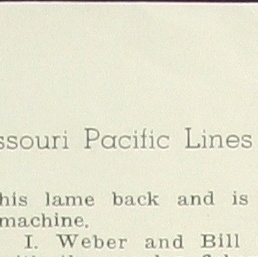 ssouri Pacific Lines
his lame back and is
machine.
I. Weber and Bill